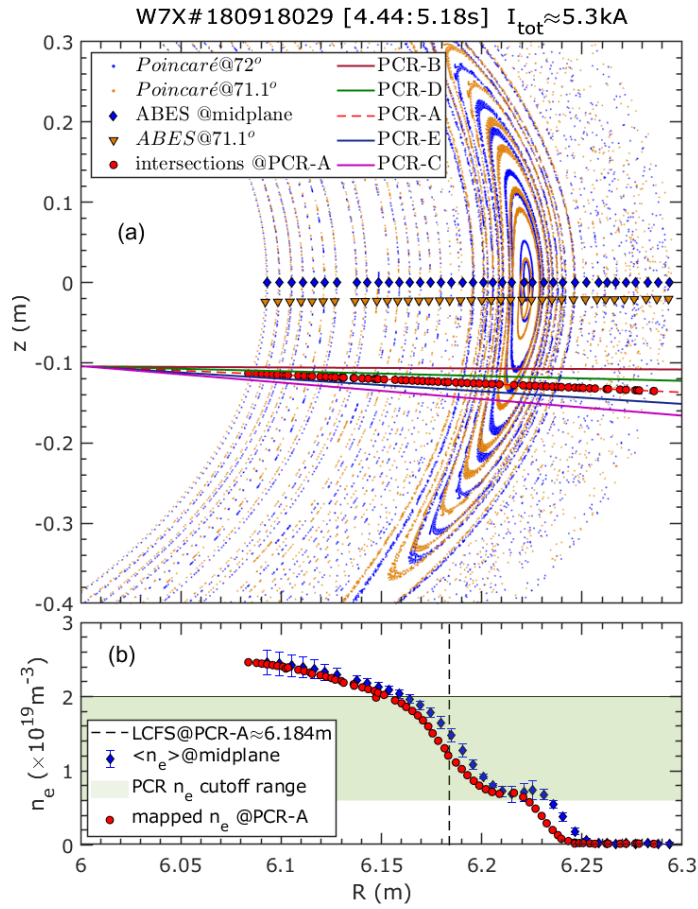 W7X#180918029 [4.44:5.18s] I_tot≈5.3kA
0.3
Poincaré@72°
Poincaré@71.1°
ABES @midplane
ABES@71.1°
intersections @PCR-A
PCR-B
PCR-D
PCR-A
PCR-E
PCR-C
0.2
0.1
(a)
0
-0.1
-0.2
-0.3
-0.4
z (m)
3
(b)
2
1
0
n_e (×10^19 m^-3)
LCFS@PCR-A≈6.184m
<n_e>@midplane
PCR n_e cutoff range
mapped n_e @PCR-A
6
6.05
6.1
6.15
6.2
6.25
6.3
R (m)